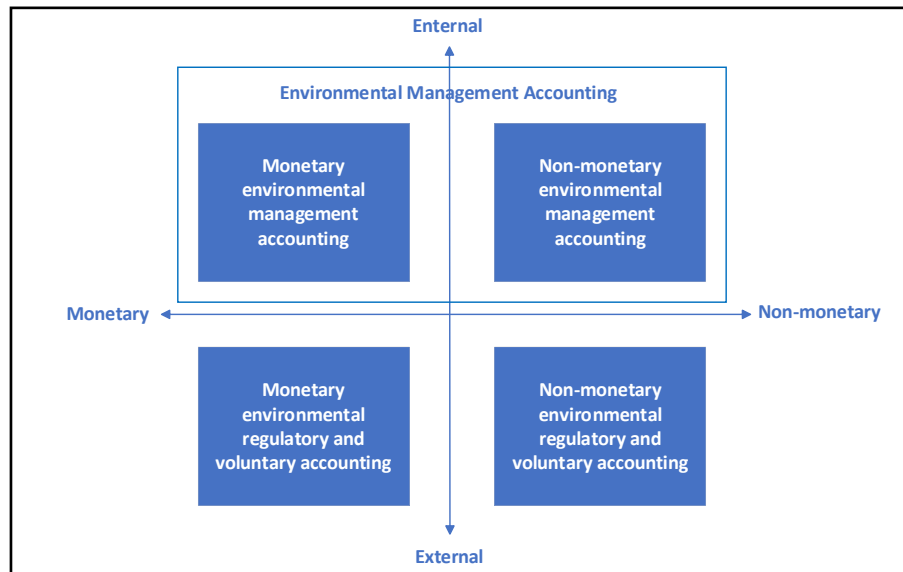 Enternal
Environmental Management Accounting
Monetary
environmental
management
accounting
Non-monetary
environmental
management
accounting
Monetary
Non-monetary
Monetary
environmental
regulatory and
voluntary accounting
Non-monetary
environmental
regulatory and
voluntary accounting
External